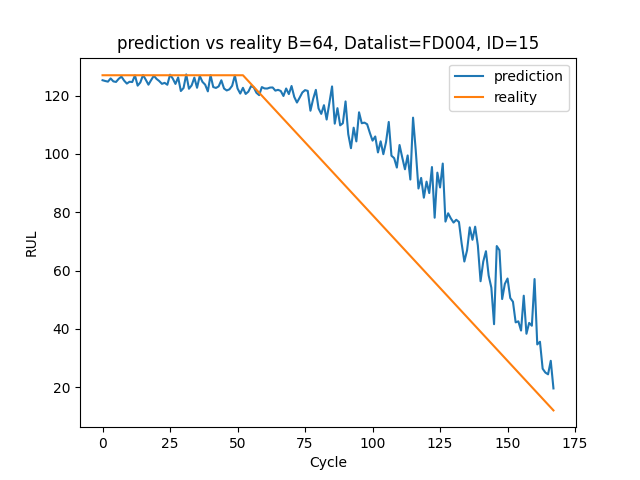 prediction vs reality B=64, Datalist=FD004, ID=15
prediction
reality
RUL
120
100
80
60
40
20
0 25 50 75 100 125 150 175
Cycle